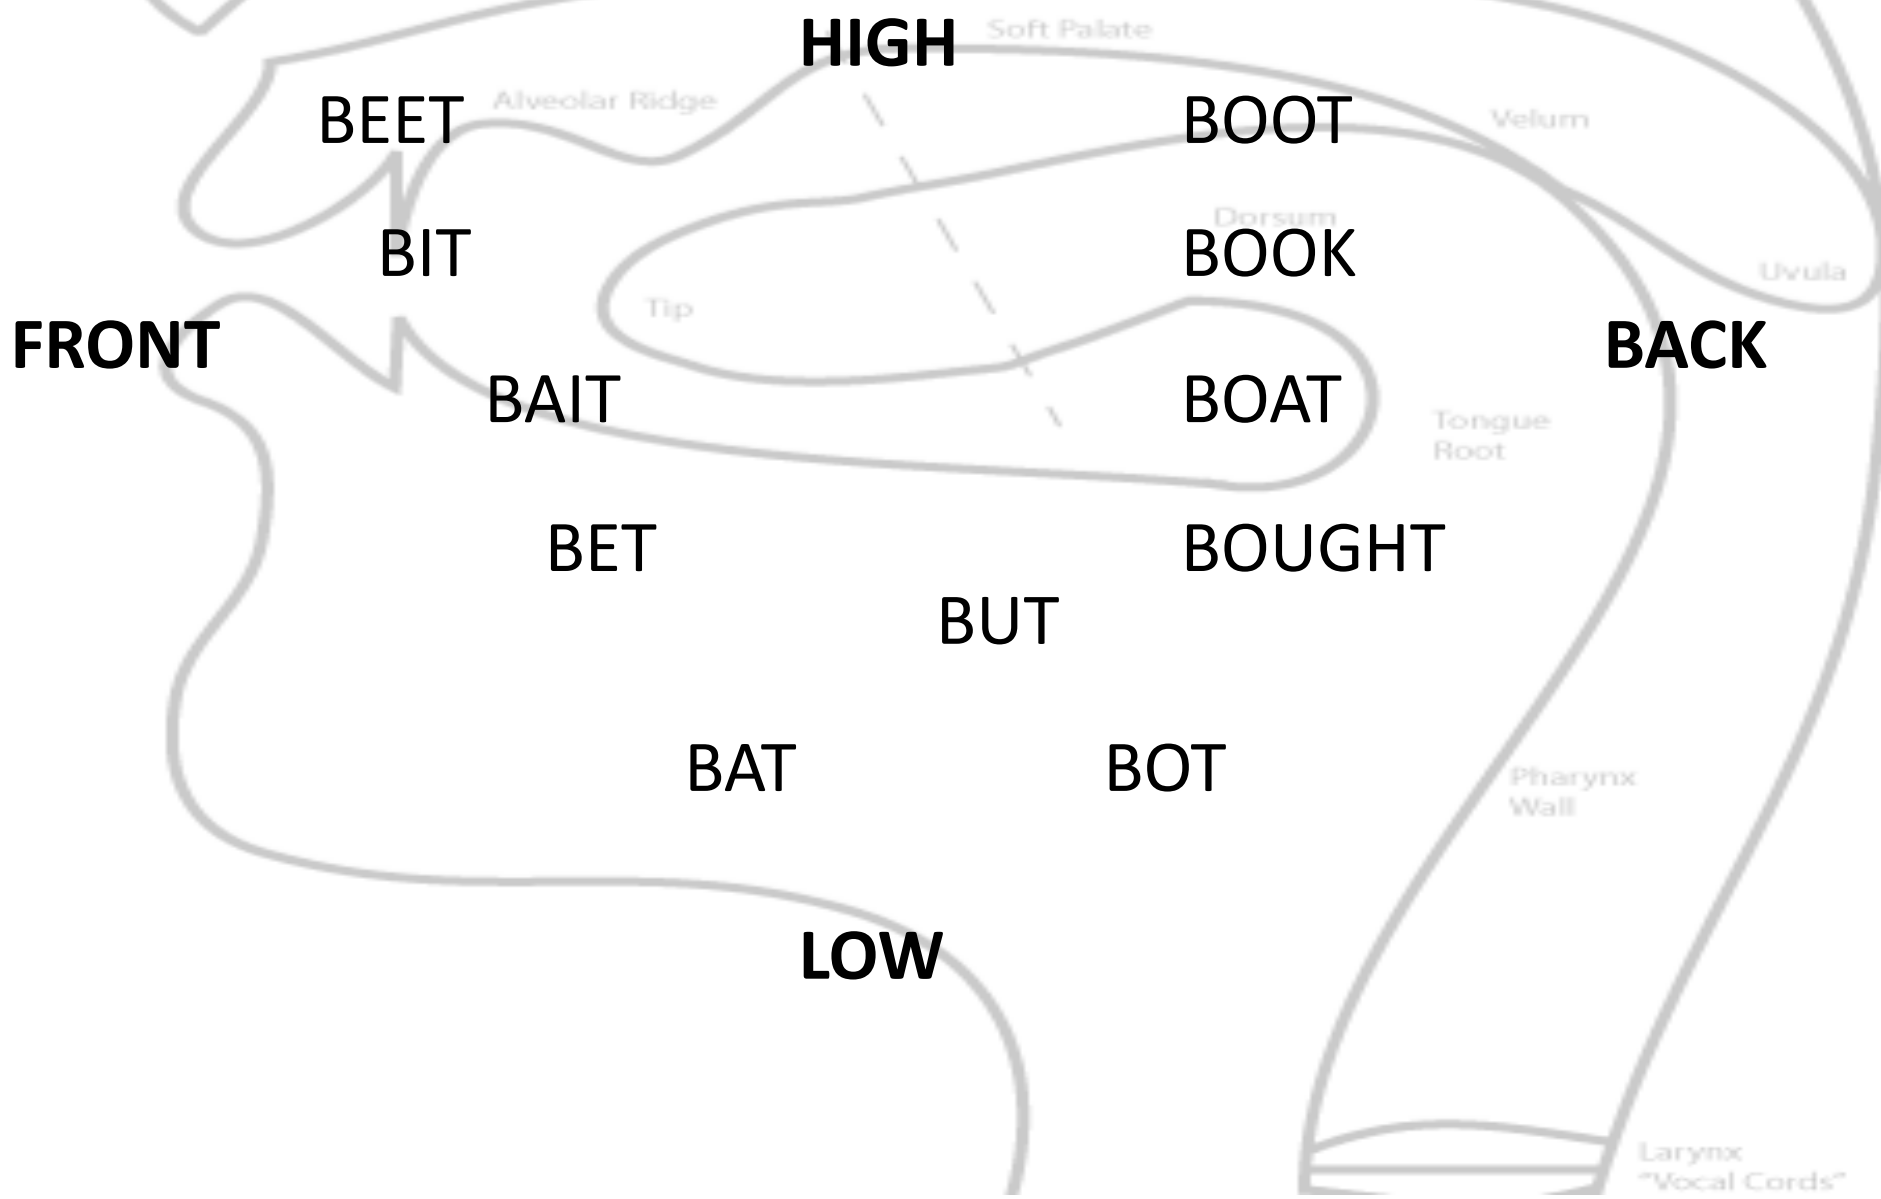 HIGH
Soft Palate
BEET
Alveolar Ridge
BOOT
Velum
Dorsum
BIT
BOOK
Uvula
Tip
FRONT
BACK
BAIT
BOAT
Tongue
Root
BET
BOUGHT
BUT
BAT
BOT
Pharynx
Wall
LOW
Larynx
"Vocal Cords"